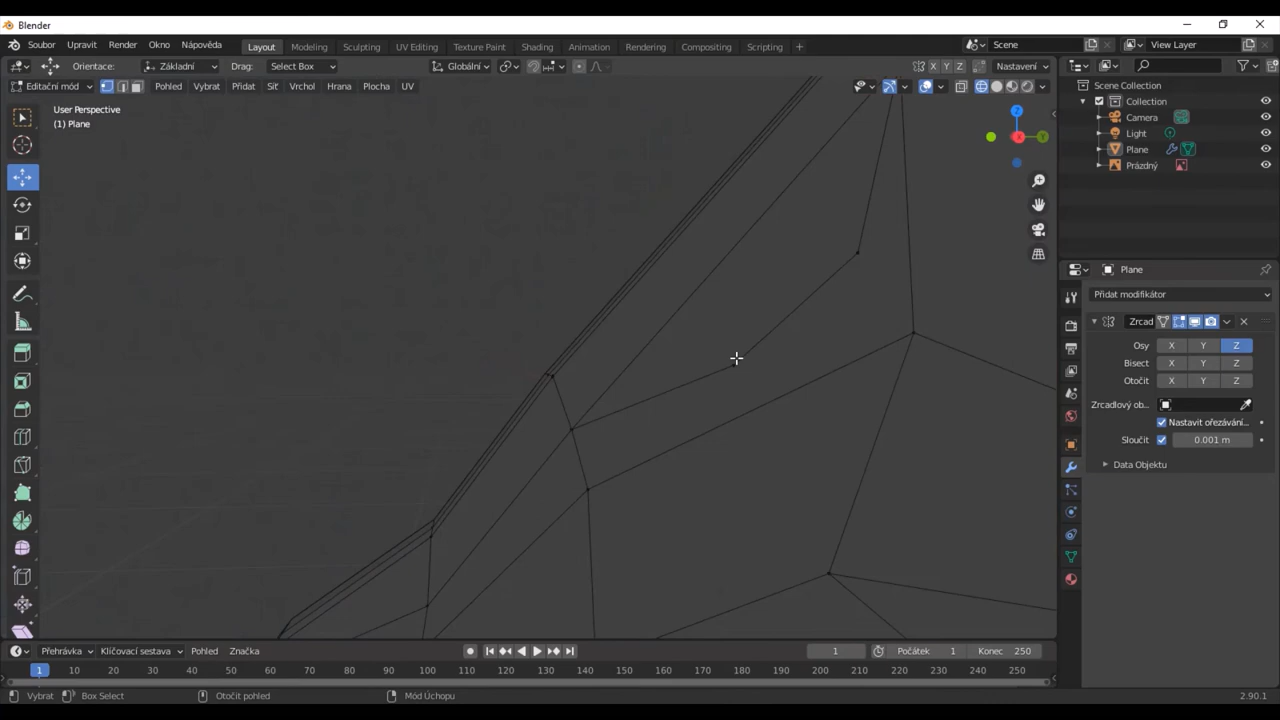 Blender
Soubor Upravit Render Okno Nápověda Layout Modeling Sculpting UV Editing Texture Paint Shading Animation Rendering Compositing Scripting + Scene View Layer
Orientace: Základní Drag: Select Box Globální Nastavení
Editační mód Pohled Vybrat Přidat Síť Vrchol Hrana Plocha UV X Y Z
User Perspective
(1) Plane
Z
X
Y
Scene Collection
Collection
Camera
Light
Plane
Prázdný
Plane
Přidat modifikátor
Zrcad
Osy X Y Z
Bisect X Y Z
Otočit X Y Z
Zrcadlový ob...
Nastavit ořezávání...
Sloučit 0.001 m
Data Objektu
Přehrávka Klíčovací sestava Pohled Značka 1 Počátek 1 Konec 250
1 10 20 30 40 50 60 70 80 90 100 110 120 130 140 150 160 170 180 190 200 210 220 230 240 250
Vybrat Box Select Otočit pohled Mód Úchopu 2.90.1